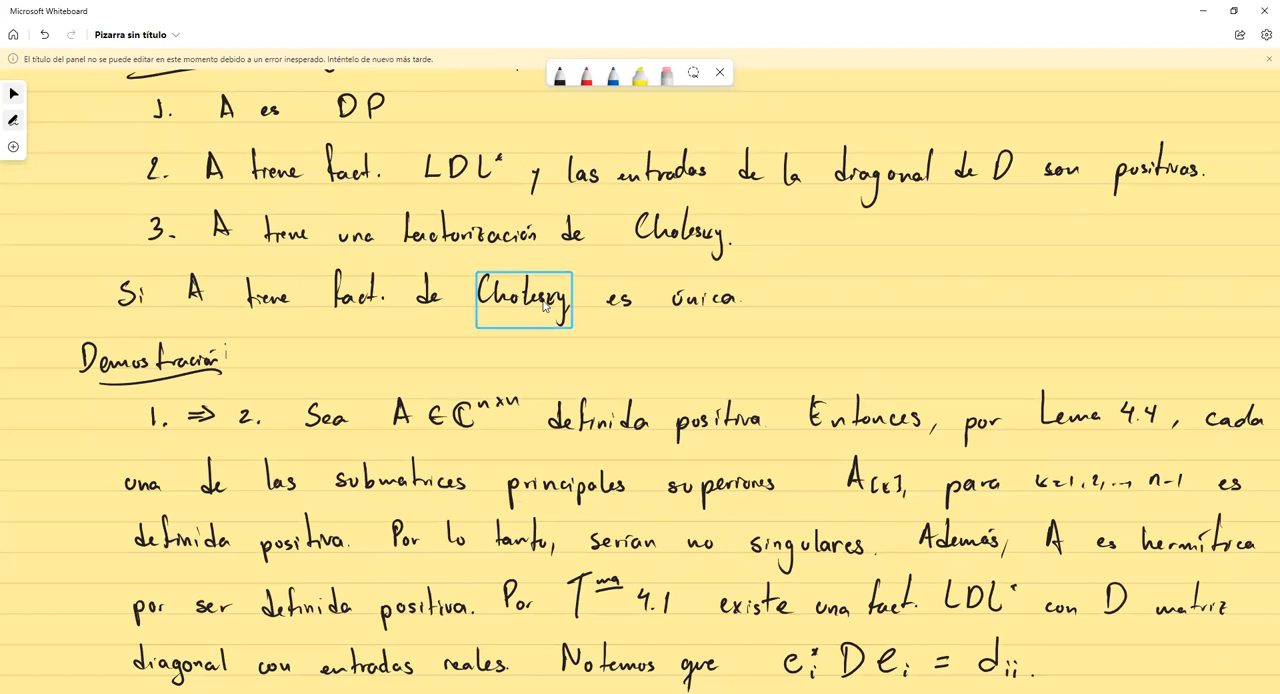 Microsoft Whiteboard
Pizarra sin título
El título del panel no se puede editar en este momento debido a un error inesperado. Inténtelo de nuevo más tarde.
1. A es DP
2. A tiene fact. LDL* y las entradas de la diagonal de D son positivas.
3. A tiene una factorización de Cholesky.
Si A tiene fact. de Cholesky es única.
Demostración:
1. ⇒ 2. Sea A ∈ ℂⁿˣⁿ definida positiva. Entonces, por Lema 4.4, cada
una de las submatrices principales superiores A[k], para k=1,2,..., n-1 es
definida positiva. Por lo tanto, serían no singulares. Además, A es hermítica
por ser definida positiva. Por Tᵐᵃ 4.1 existe una fact. LDL* con D matriz
diagonal con entradas reales. Notemos que eᵢ* D eᵢ = dᵢᵢ.